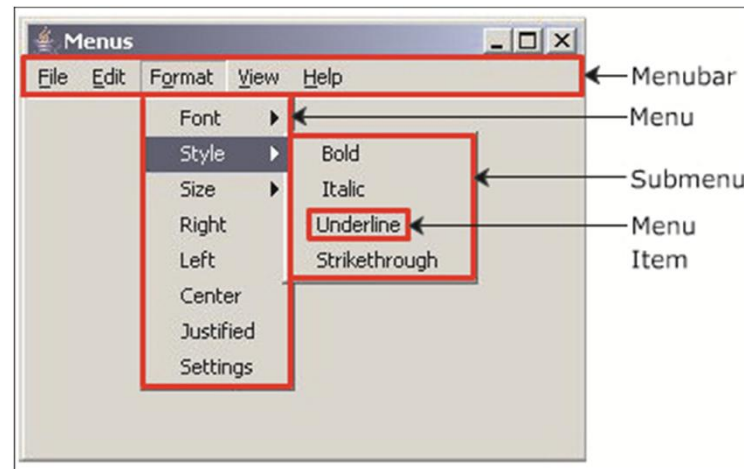 Menus
File Edit Format View Help
Menubar
Font
Menu
Style
Bold
Submenu
Size
Italic
Right
Underline
Menu
Item
Left
Strikethrough
Center
Justified
Settings